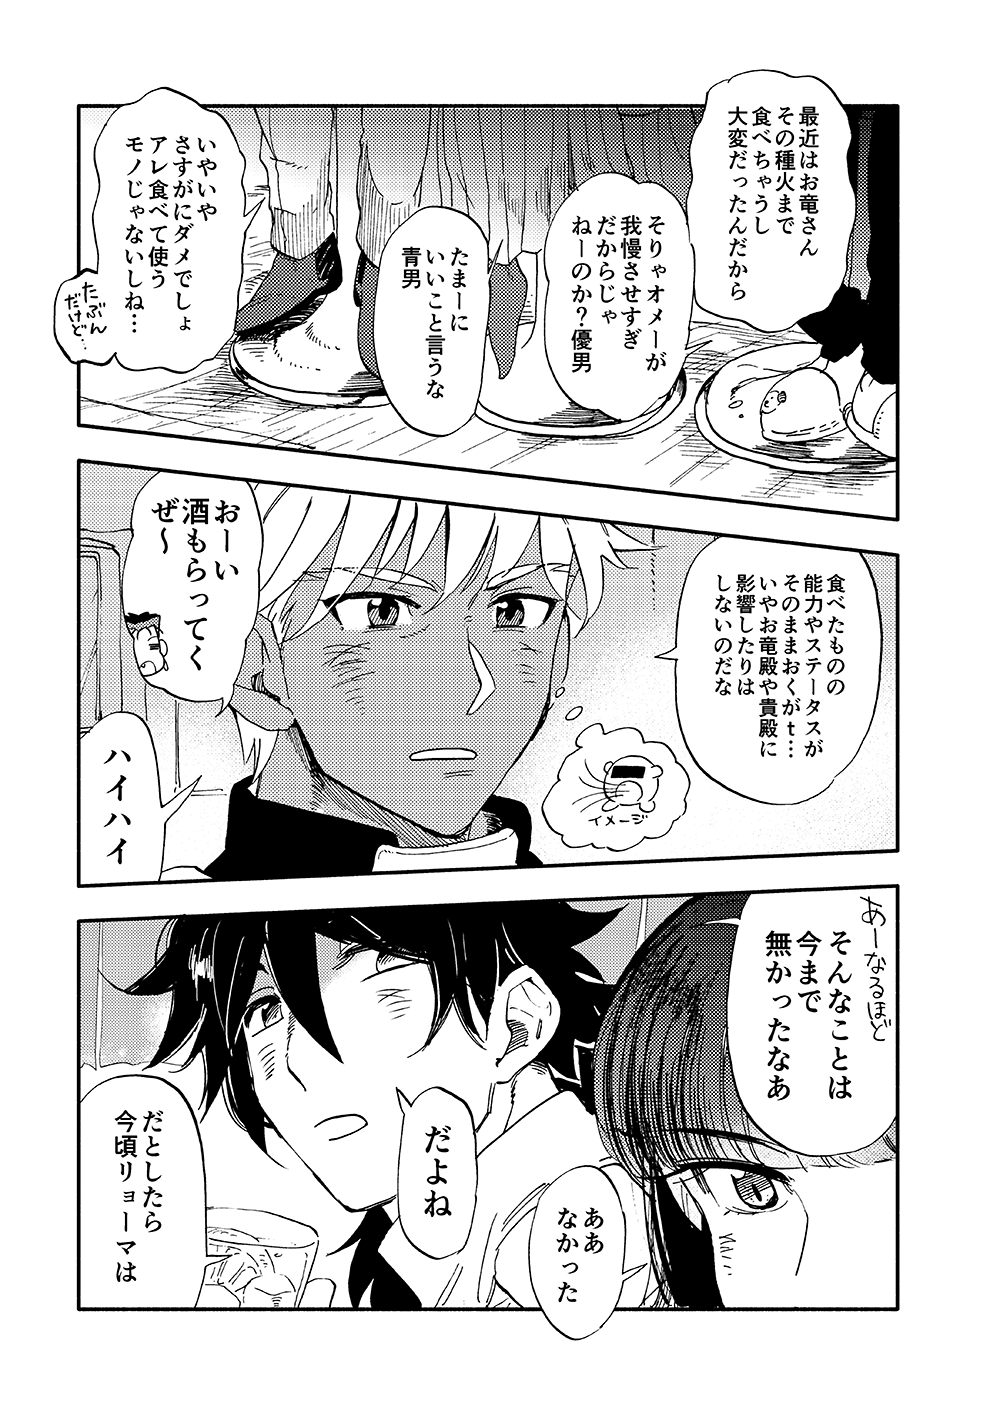 最近はお竜さん
その種火まで
食べちゃうし
大変だったんだから
そりゃオメーが
我慢させすぎ
だからじゃ
ねーのか?優男
たまーに
いいこと言うな
青男
いやいや
さすがにダメでしょ
アレ食べて使う
モノじゃないしね…
たぶん
だけど…
食べたものの
能力やステータスが
そのままおくがt…
いやお竜殿や貴殿に
影響したりは
しないのだな
イメージ
おーい
酒もらってく
ぜ〜
ハイハイ
あーなるほど
そんなことは
今まで
無かったなあ
ああ
なかった
だよね
だとしたら
今頃リョーマは